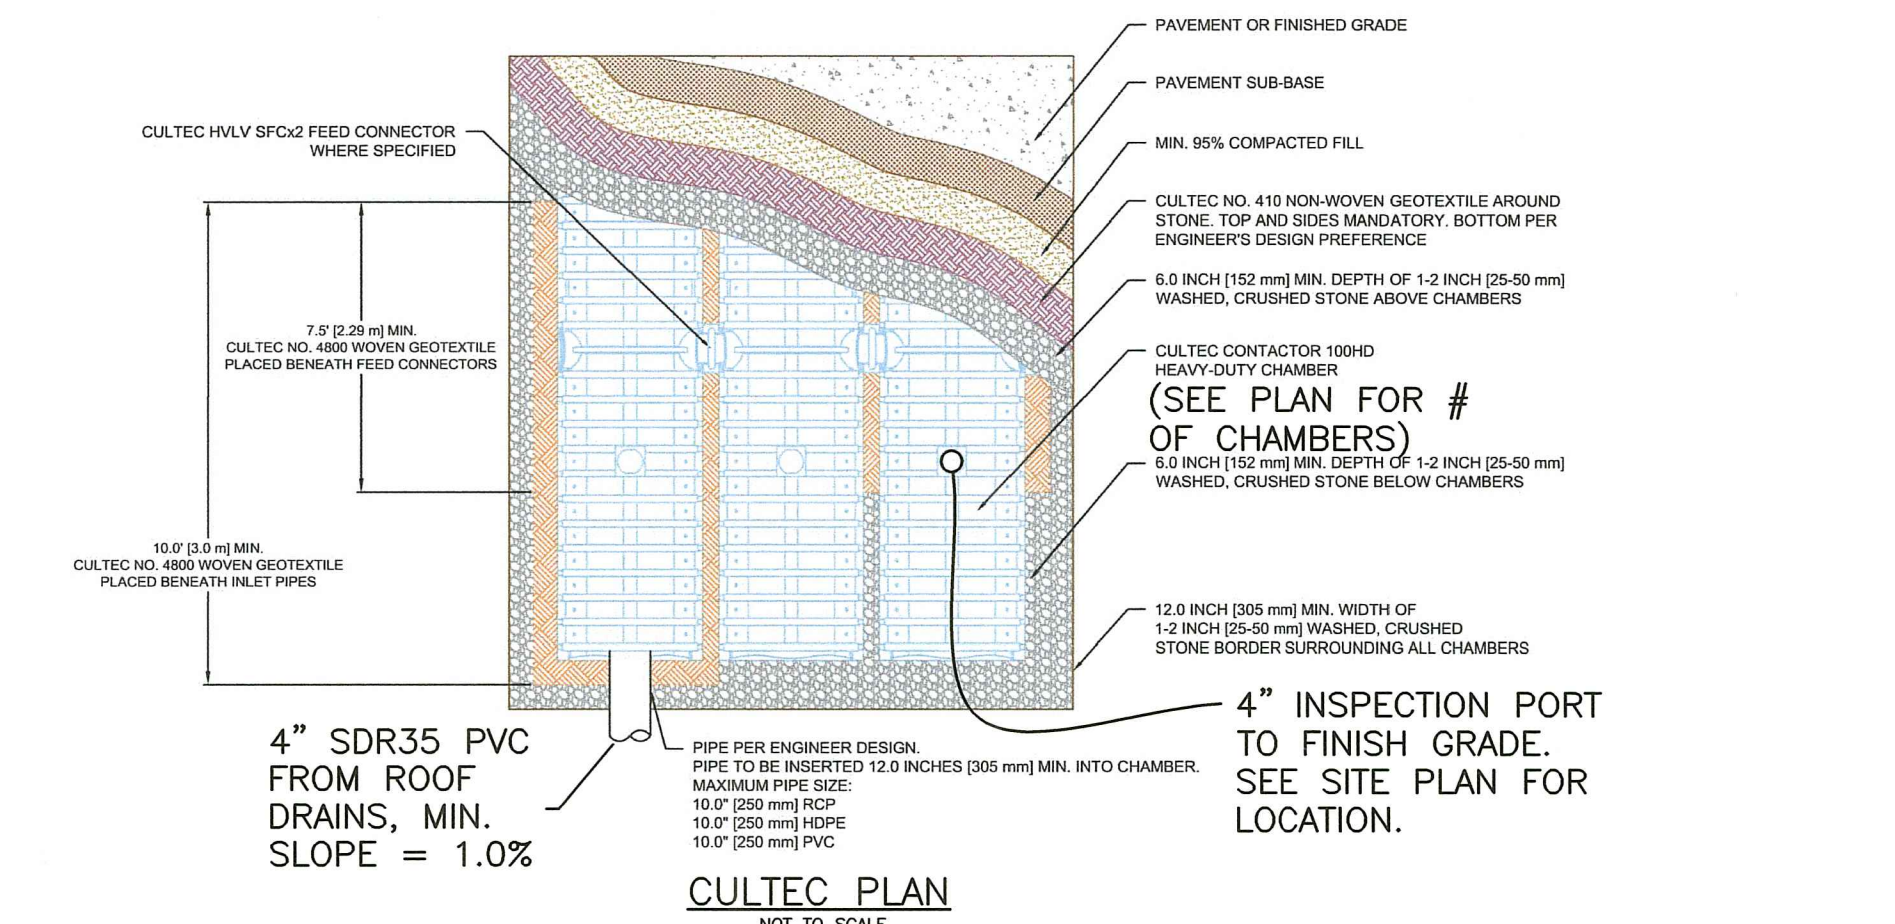 PAVEMENT OR FINISHED GRADE
PAVEMENT SUB-BASE
MIN. 95% COMPACTED FILL
CULTEC NO. 410 NON-WOVEN GEOTEXTILE AROUND
STONE. TOP AND SIDES MANDATORY. BOTTOM PER
ENGINEER'S DESIGN PREFERENCE
6.0 INCH [152 mm] MIN. DEPTH OF 1-2 INCH [25-50 mm]
WASHED, CRUSHED STONE ABOVE CHAMBERS
CULTEC CONTACTOR 100HD
HEAVY-DUTY CHAMBER
(SEE PLAN FOR #
OF CHAMBERS)
6.0 INCH [152 mm] MIN. DEPTH OF 1-2 INCH [25-50 mm]
WASHED, CRUSHED STONE BELOW CHAMBERS
12.0 INCH [305 mm] MIN. WIDTH OF
1-2 INCH [25-50 mm] WASHED, CRUSHED
STONE BORDER SURROUNDING ALL CHAMBERS
4” INSPECTION PORT
TO FINISH GRADE.
SEE SITE PLAN FOR
LOCATION.
CULTEC HVLV SFCx2 FEED CONNECTOR
WHERE SPECIFIED
7.5' [2.29 m] MIN.
CULTEC NO. 4800 WOVEN GEOTEXTILE
PLACED BENEATH FEED CONNECTORS
10.0' [3.0 m] MIN.
CULTEC NO. 4800 WOVEN GEOTEXTILE
PLACED BENEATH INLET PIPES
4” SDR35 PVC
FROM ROOF
DRAINS, MIN.
SLOPE = 1.0%
PIPE PER ENGINEER DESIGN.
PIPE TO BE INSERTED 12.0 INCHES [305 mm] MIN. INTO CHAMBER.
MAXIMUM PIPE SIZE:
10.0" [250 mm] RCP
10.0" [250 mm] HDPE
10.0" [250 mm] PVC
CULTEC PLAN
NOT TO SCALE